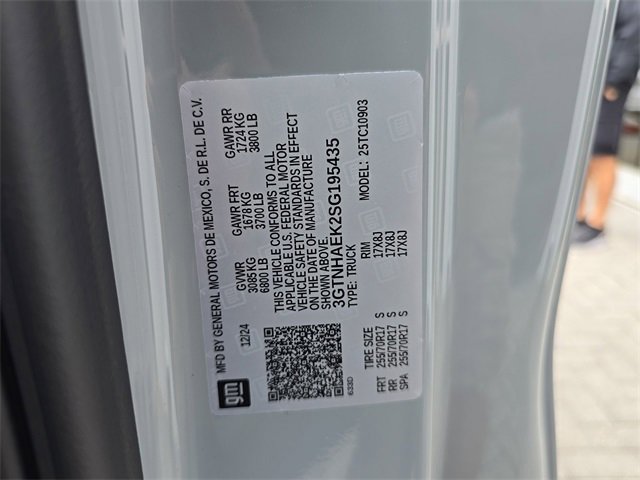 MFD BY GENERAL MOTORS DE MEXICO, S. DE R.L. DE C.V.
12/24
GVWR GAWR FRT GAWR RR
3085 KG 1678 KG 1724 KG
6800 LB 3700 LB 3800 LB
THIS VEHICLE CONFORMS TO ALL
APPLICABLE U.S. FEDERAL MOTOR
VEHICLE SAFETY STANDARDS IN EFFECT
ON THE DATE OF MANUFACTURE
SHOWN ABOVE.
3GTNHAEK2SG195435
TYPE: TRUCK MODEL: 25TC10903
TIRE SIZE RIM
FRT 255/70R17 S 17X8J
RR 255/70R17 S 17X8J
SPA 255/70R17 S 17X8J
gm